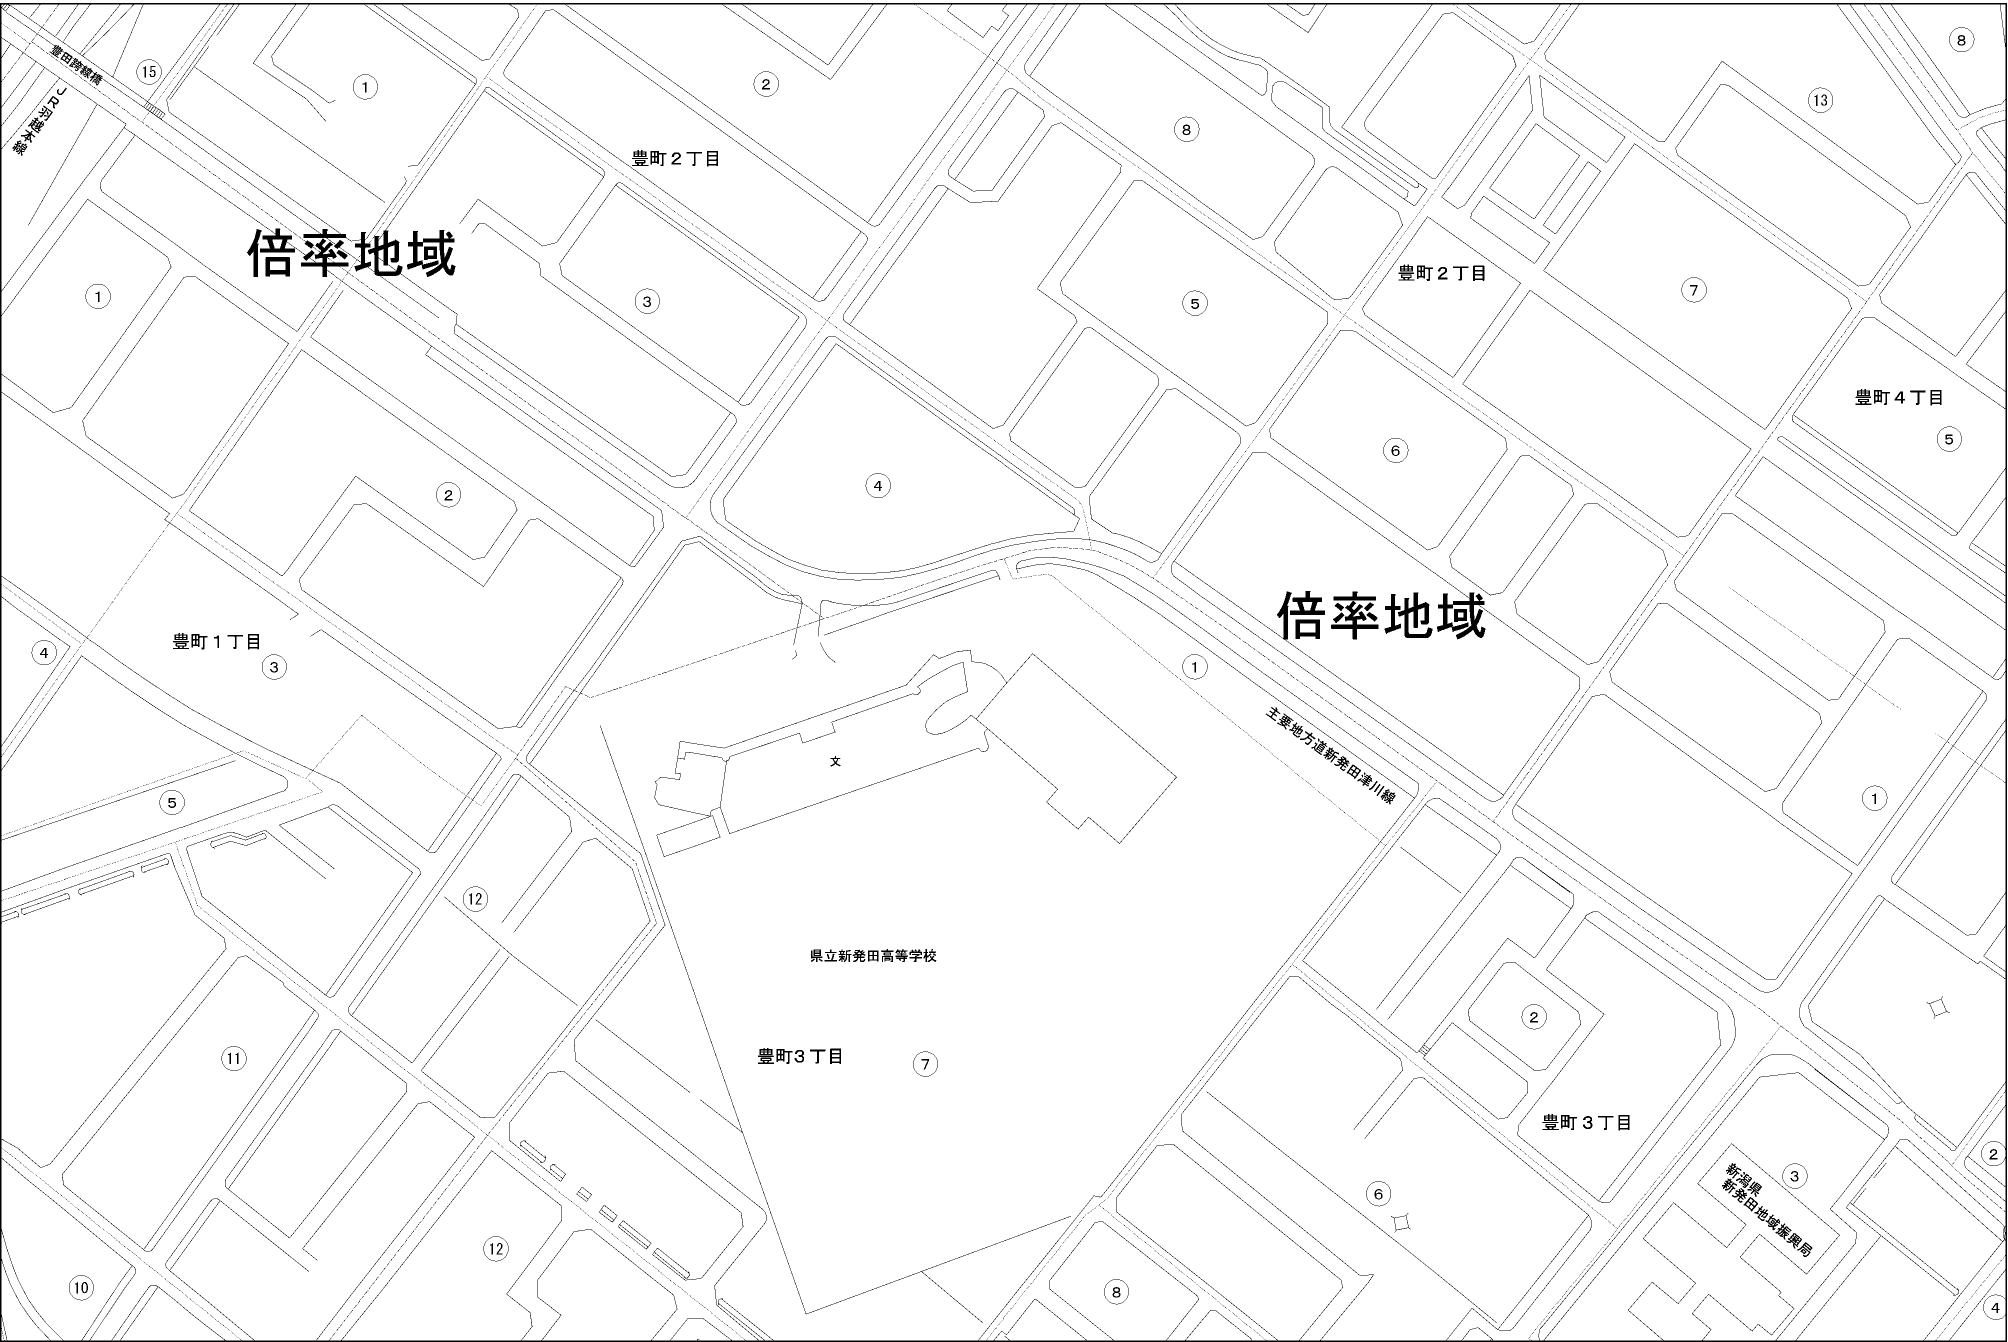 豊田跨線橋
⑮
①
②
⑧
⑧
⑬
JR羽越本線
豊町２丁目
倍率地域
豊町２丁目
①
③
⑤
⑦
豊町４丁目
⑤
⑥
②
④
倍率地域
豊町１丁目
④
③
①
主要地方道新発田津川線
文
⑤
①
⑫
県立新発田高等学校
②
豊町3丁目
⑪
⑦
豊町３丁目
②
③
新潟県
新発田地域振興局
⑥
⑫
⑩
⑧
④